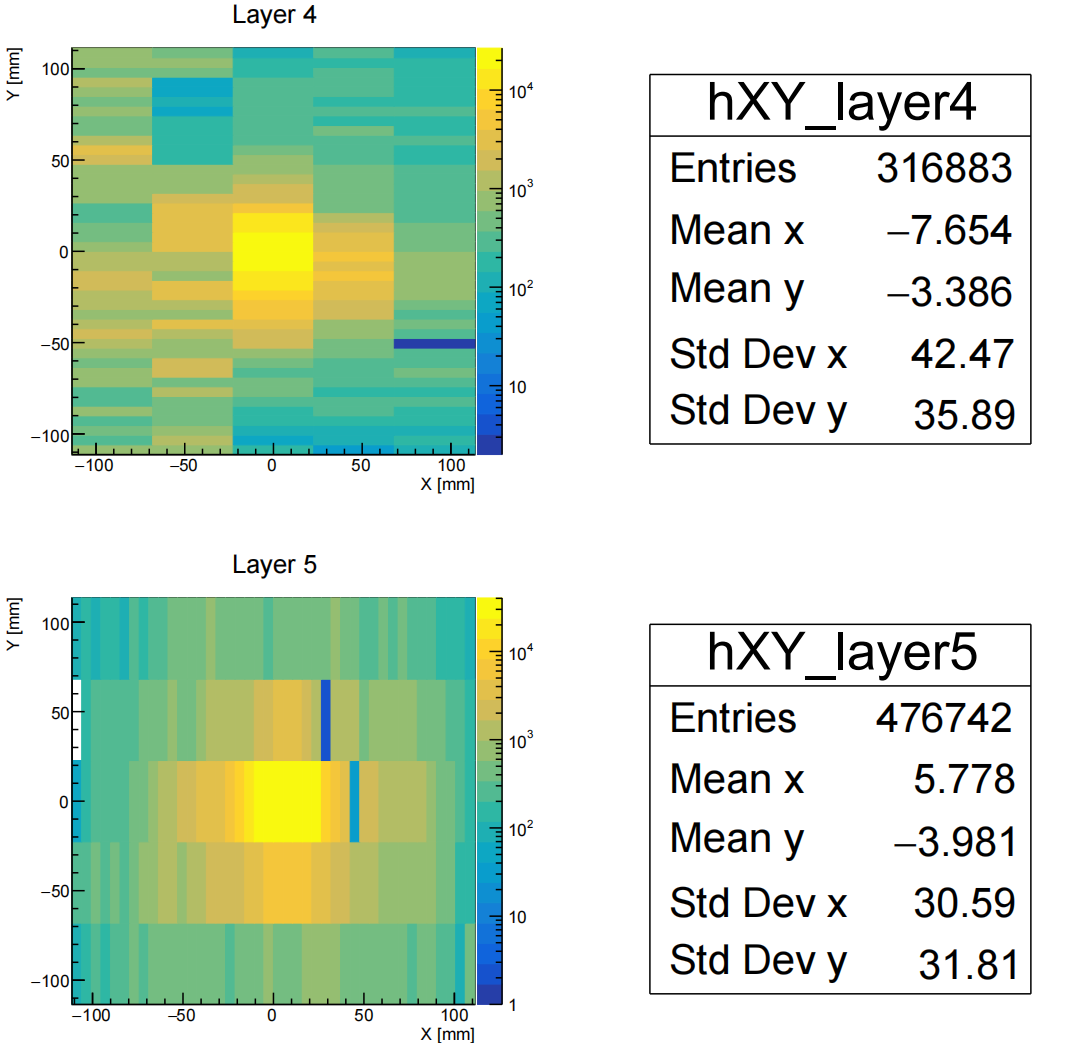 Layer 4
Y [mm]
100
50
0
−50
−100
−100 −50 0 50 100
X [mm]
10⁴
10³
10²
10
hXY_layer4
Entries 316883
Mean x −7.654
Mean y −3.386
Std Dev x 42.47
Std Dev y 35.89
Layer 5
Y [mm]
100
50
0
−50
−100
−100 −50 0 50 100
X [mm]
10⁴
10³
10²
10
1
hXY_layer5
Entries 476742
Mean x 5.778
Mean y −3.981
Std Dev x 30.59
Std Dev y 31.81